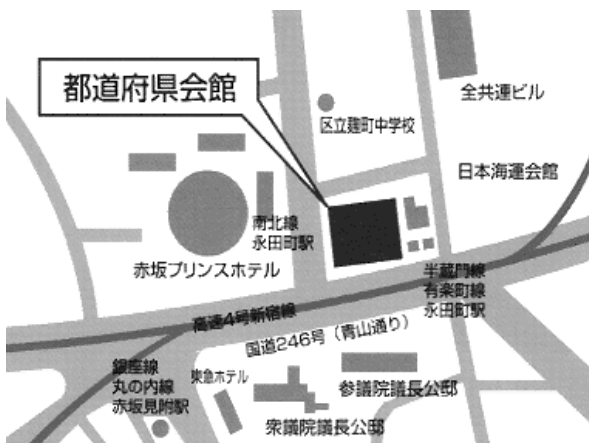 都道府県会館
全共連ビル
区立麹町中学校
日本海運会館
南北線
永田町駅
赤坂プリンスホテル
半蔵門線
有楽町線
永田町駅
高速4号新宿線
国道246号（青山通り）
銀座線
丸の内線
赤坂見附駅
東急ホテル
参議院議長公邸
衆議院議長公邸